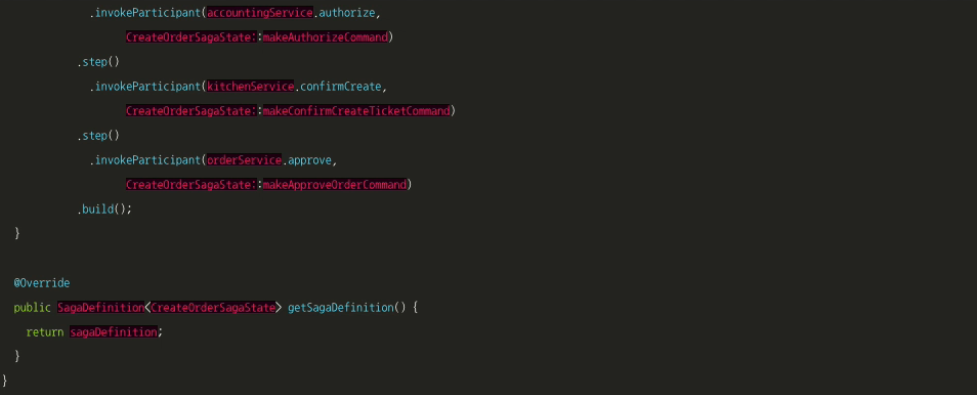 .invokeParticipant(accountingService.authorize,
CreateOrderSagaState::makeAuthorizeCommand)
.step()
.invokeParticipant(kitchenService.confirmCreate,
CreateOrderSagaState::makeConfirmCreateTicketCommand)
.step()
.invokeParticipant(orderService.approve,
CreateOrderSagaState::makeApproveOrderCommand)
.build();
}
@Override
public SagaDefinition<CreateOrderSagaState> getSagaDefinition() {
return sagaDefinition;
}
}